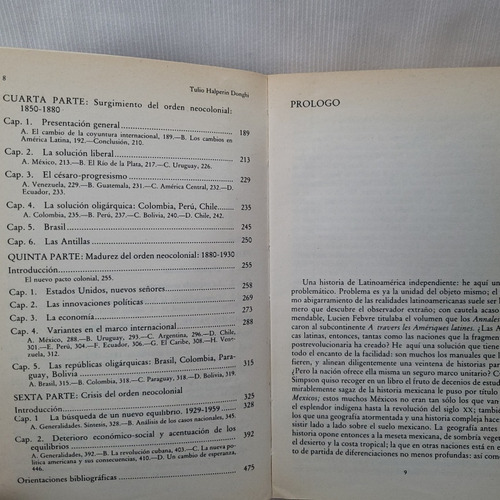 8
Tulio Halperin Donghi
CUARTA PARTE: Surgimiento del orden neocolonial:
1850-1880
Cap. 1. Presentación general 189
A. El cambio de la coyuntura internacional, 189.—B. Los cambios en
América Latina, 192.—Conclusión, 210.
Cap. 2. La solución liberal 213
A. México, 213.—B. El Río de la Plata, 217.—C. Uruguay, 226.
Cap. 3. El césaro-progresismo 229
A. Venezuela, 229.—B. Guatemala, 231.—C. América Central, 232.—D.
Ecuador, 233.
Cap. 4. La solución oligárquica: Colombia, Perú, Chile 235
A. Colombia, 235.—B. Perú, 237.—C. Bolivia, 240.—D. Chile, 242.
Cap. 5. Brasil 245
Cap. 6. Las Antillas 250
QUINTA PARTE: Madurez del orden neocolonial: 1880-1930
Introducción 255
El nuevo pacto colonial, 255.
Cap. 1. Estados Unidos, nuevos señores 258
Cap. 2. Las innovaciones políticas 269
Cap. 3. La economía 273
Cap. 4. Variantes en el marco internacional 288
A. México, 288.—B. Uruguay, 293.—C. Argentina, 296.—D. Chile,
301.—E. Perú, 304.—F. Ecuador, 306.—G. El Caribe, 308.—H. Vene-
zuela, 312.
Cap. 5. Las repúblicas oligárquicas: Brasil, Colombia, Para-
guay, Bolivia 315
A. Brasil, 315.—B. Colombia, 318.—C. Paraguay, 318.—D. Bolivia, 319.
SEXTA PARTE: Crisis del orden neocolonial
Introducción 325
Cap. 1 La búsqueda de un nuevo equilibrio. 1929-1959 328
A. Generalidades. Síntesis, 328.—B. Análisis de los casos nacionales, 345.
Cap. 2. Deterioro económico-social y acentuación de los
equilibrios 392
A. Generalidades, 392.—B. La revolución cubana, 403.—C. La nueva po-
lítica americana y sus consecuencias, 410.—D. Un cambio de esperanza,
446.
Orientaciones bibliográficas 475
PROLOGO
Una historia de Latinoamérica independiente: he aquí un
problemático. Problema es ya la unidad del objeto mismo; el
mo abigarramiento de las realidades latinoamericanas suele ser
mero que descubre el observador extraño; con cautela acaso
mendable, Lucien Febvre titulaba el volumen que los Annales
ron al subcontinente A travers les Amériques latines. ¿Las A
cas latinas, entonces, tantas como las naciones que la fragmen
postrevolucionaria ha creado? He aquí una solución que tiene
todo el encanto de la facilidad: son muchos los manuales que
fieren, y alinean diligentemente una veintena de historias par
(¿Pero la nación ofrece ella misma un seguro marco unitario? C
Simpson quiso recoger en un libro el fruto de decenios de estud
mirablemente sagaz de la historia mexicana le puso por título
Mexicos; estos muchos Méxicos no eran tan sólo los que van
el esplendor indígena hasta la revolución del siglo XX; también
los que una geografía atormentada y una historia compleja hace
sistir lado a lado sobre el suelo mexicano. La geografía antes
historia opone entonces a la meseta mexicana, de sombría veget
el desierto y la costa tropical; lo que en otras naciones está en el
to de partida de diferenciaciones no menos profundas; así com
9